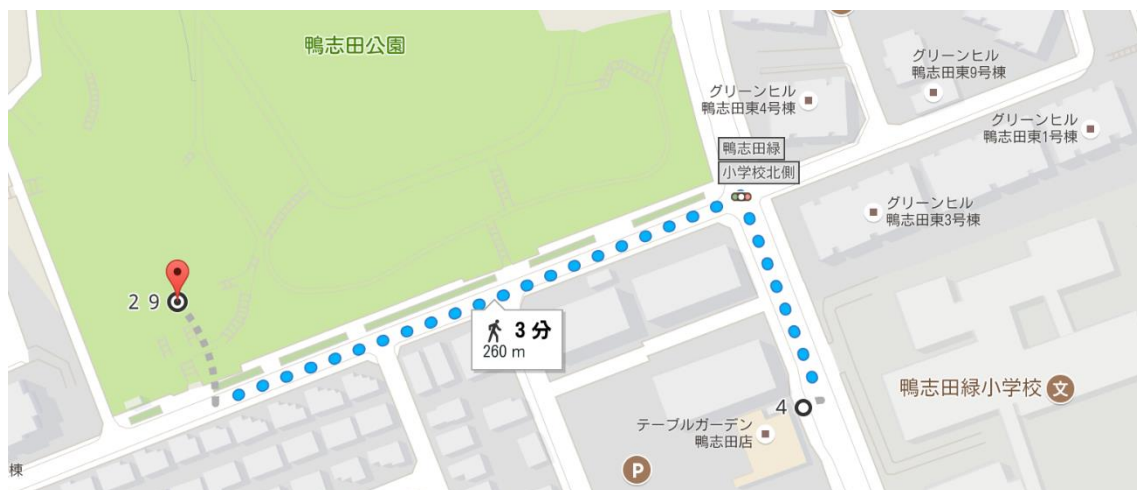 鴨志田公園
グリーンヒル
鴨志田東9号棟
グリーンヒル
鴨志田東4号棟
グリーンヒル
鴨志田東1号棟
鴨志田緑
小学校北側
グリーンヒル
鴨志田東3号棟
2 9
3 分
260 m
鴨志田緑小学校
文
4
テーブルガーデン
鴨志田店
P
棟